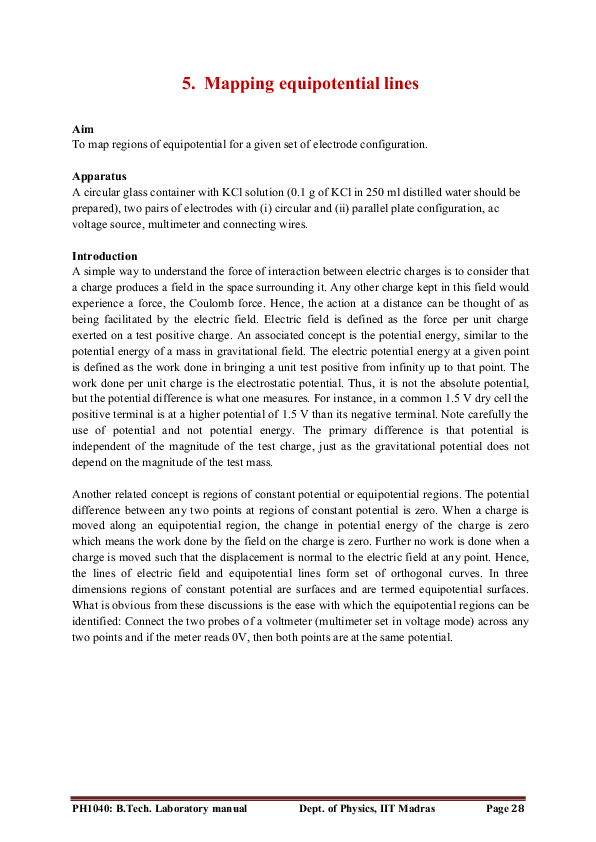 5. Mapping equipotential lines
Aim
To map regions of equipotential for a given set of electrode configuration.
Apparatus
A circular glass container with KCl solution (0.1 g of KCl in 250 ml distilled water should be
prepared), two pairs of electrodes with (i) circular and (ii) parallel plate configuration, ac
voltage source, multimeter and connecting wires.
Introduction
A simple way to understand the force of interaction between electric charges is to consider that
a charge produces a field in the space surrounding it. Any other charge kept in this field would
experience a force, the Coulomb force. Hence, the action at a distance can be thought of as
being facilitated by the electric field. Electric field is defined as the force per unit charge
exerted on a test positive charge. An associated concept is the potential energy, similar to the
potential energy of a mass in gravitational field. The electric potential energy at a given point
is defined as the work done in bringing a unit test positive from infinity up to that point. The
work done per unit charge is the electrostatic potential. Thus, it is not the absolute potential,
but the potential difference is what one measures. For instance, in a common 1.5 V dry cell the
positive terminal is at a higher potential of 1.5 V than its negative terminal. Note carefully the
use of potential and not potential energy. The primary difference is that potential is
independent of the magnitude of the test charge, just as the gravitational potential does not
depend on the magnitude of the test mass.
Another related concept is regions of constant potential or equipotential regions. The potential
difference between any two points at regions of constant potential is zero. When a charge is
moved along an equipotential region, the change in potential energy of the charge is zero
which means the work done by the field on the charge is zero. Further no work is done when a
charge is moved such that the displacement is normal to the electric field at any point. Hence,
the lines of electric field and equipotential lines form set of orthogonal curves. In three
dimensions regions of constant potential are surfaces and are termed equipotential surfaces.
What is obvious from these discussions is the ease with which the equipotential regions can be
identified: Connect the two probes of a voltmeter (multimeter set in voltage mode) across any
two points and if the meter reads 0V, then both points are at the same potential.
PH1040: B.Tech. Laboratory manual Dept. of Physics, IIT Madras Page 28